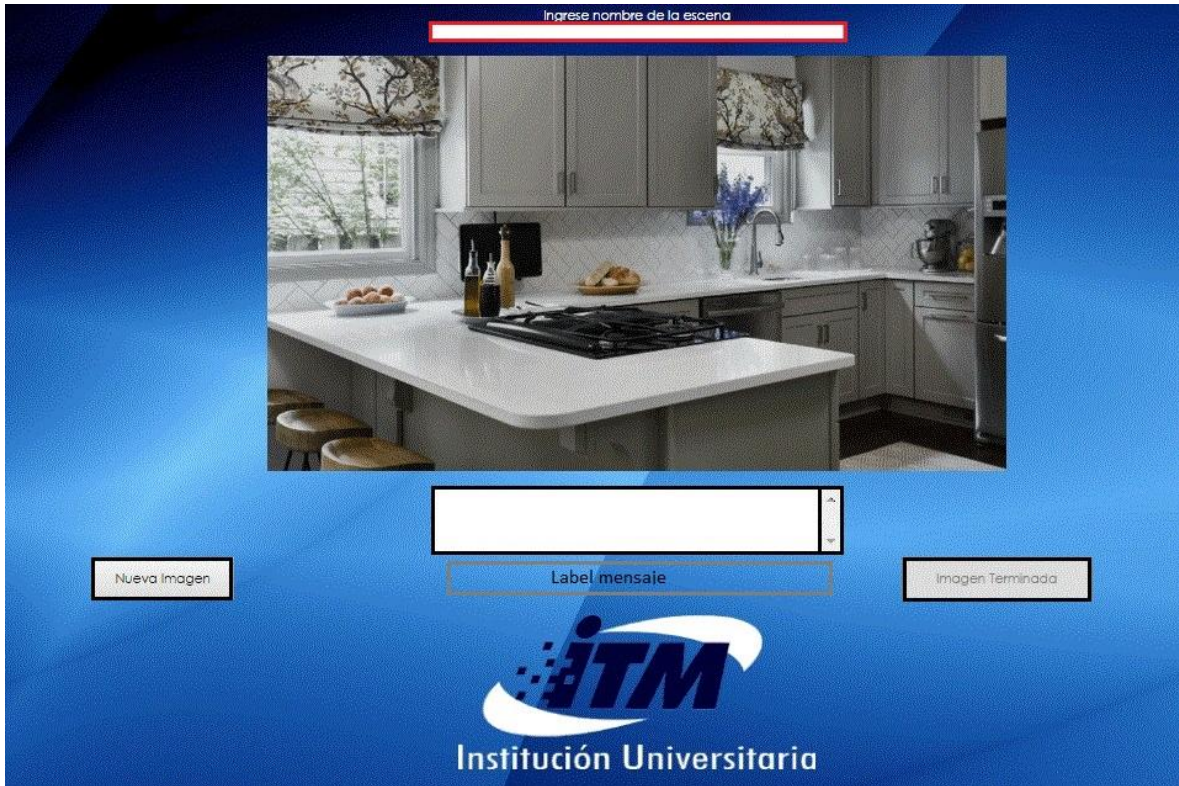 Ingrese nombre de la escena
Nueva Imagen
Label mensaje
Imagen Terminada
iTM
Institución Universitaria